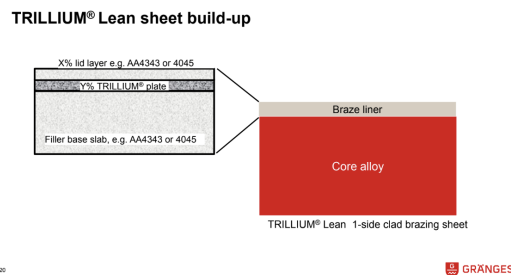 TRILLIUM® Lean sheet build-up
X% lid layer e.g. AA4343 or 4045
Y% TRILLIUM® plate
Filler base slab, e.g. AA4343 or 4045
Braze liner
Core alloy
TRILLIUM® Lean 1-side clad brazing sheet
20
GRÄNGES